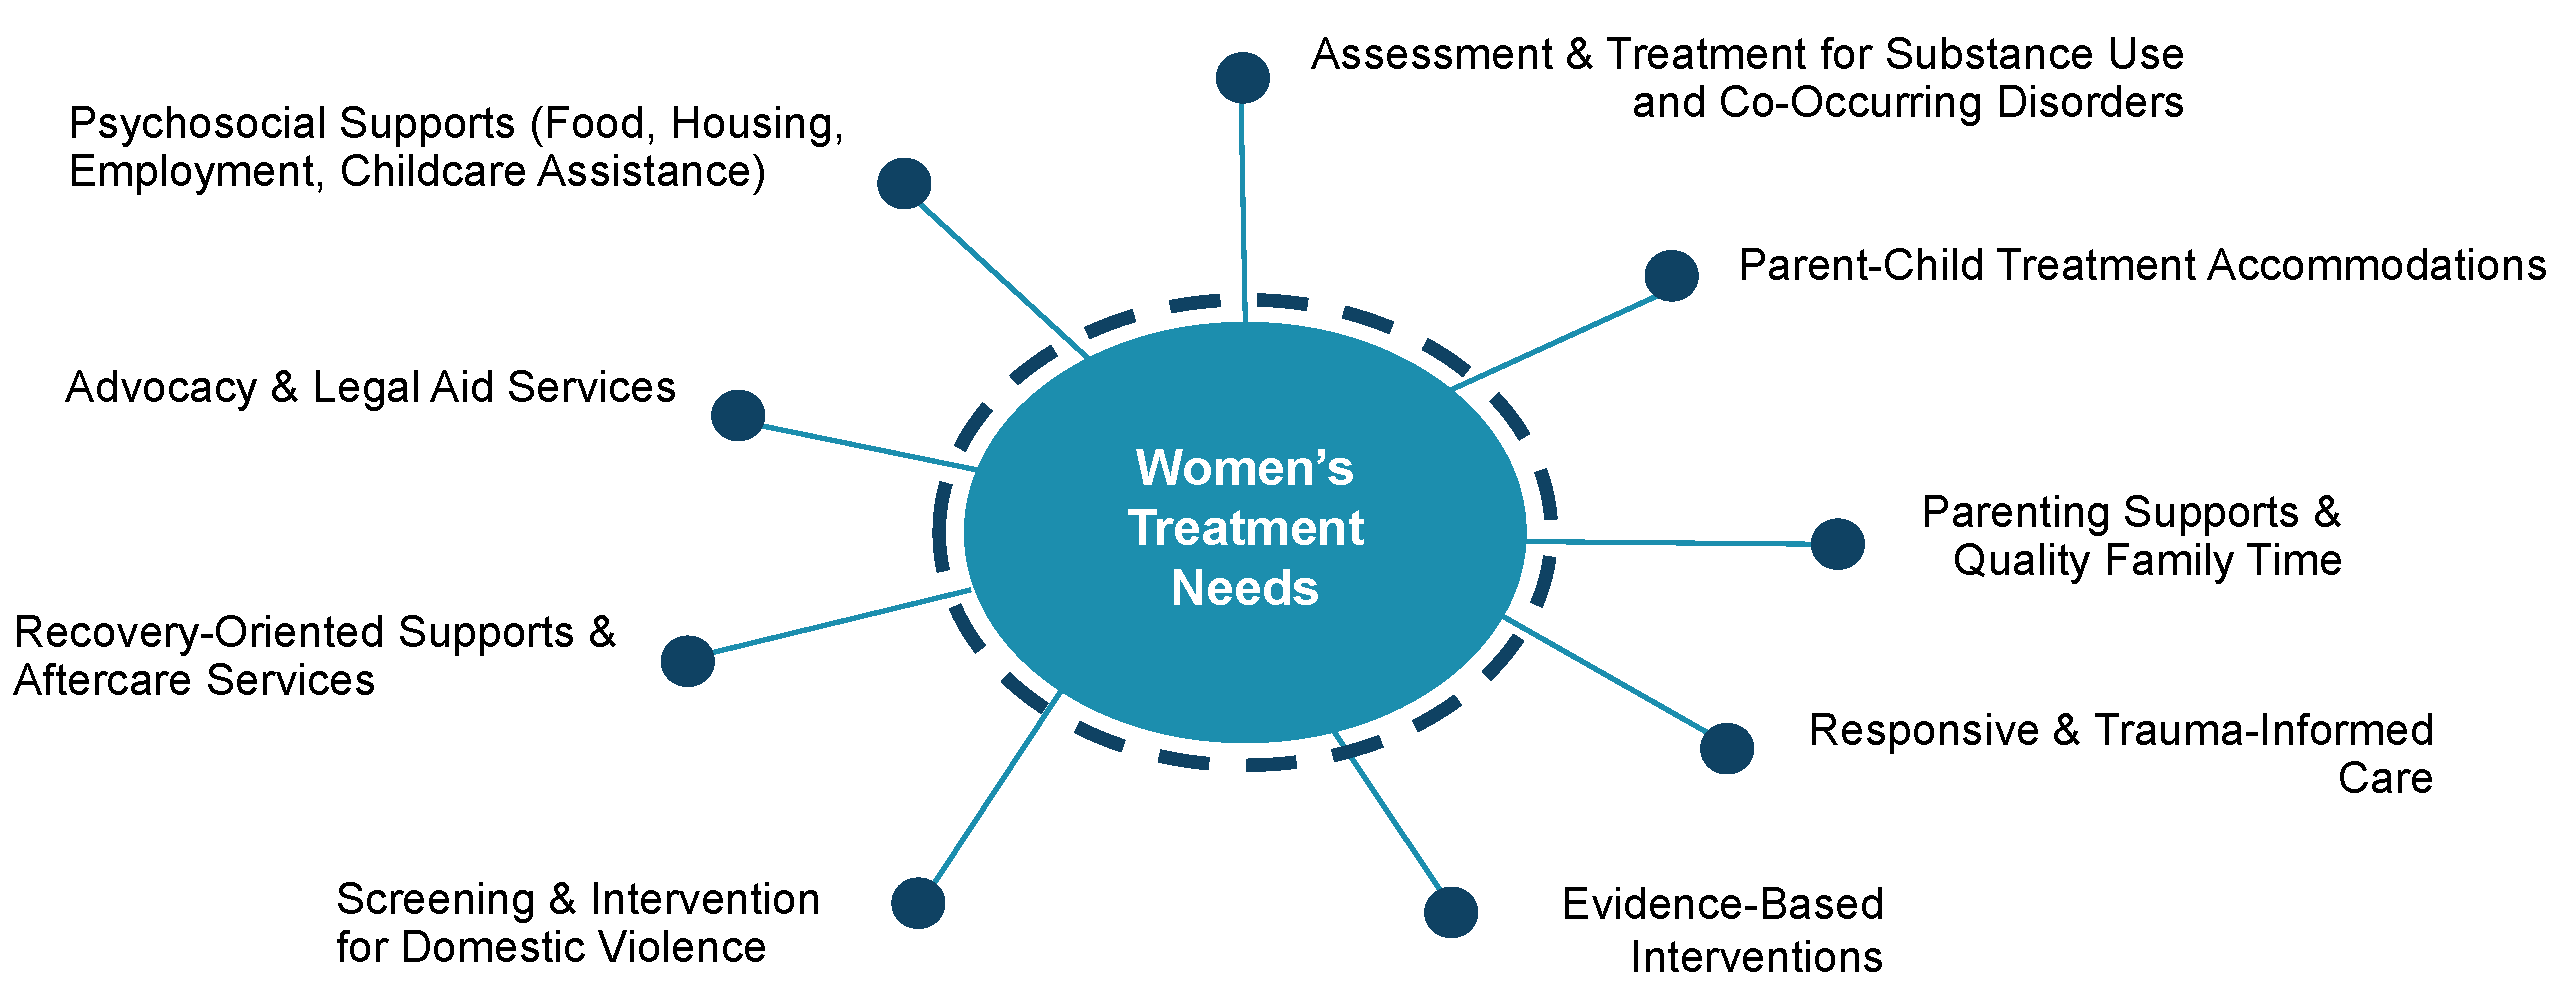 Assessment & Treatment for Substance Use
and Co-Occurring Disorders
Parent-Child Treatment Accommodations
Parenting Supports &
Quality Family Time
Responsive & Trauma-Informed
Care
Evidence-Based
Interventions
Screening & Intervention
for Domestic Violence
Recovery-Oriented Supports &
Aftercare Services
Advocacy & Legal Aid Services
Psychosocial Supports (Food, Housing,
Employment, Childcare Assistance)
Women’s
Treatment
Needs